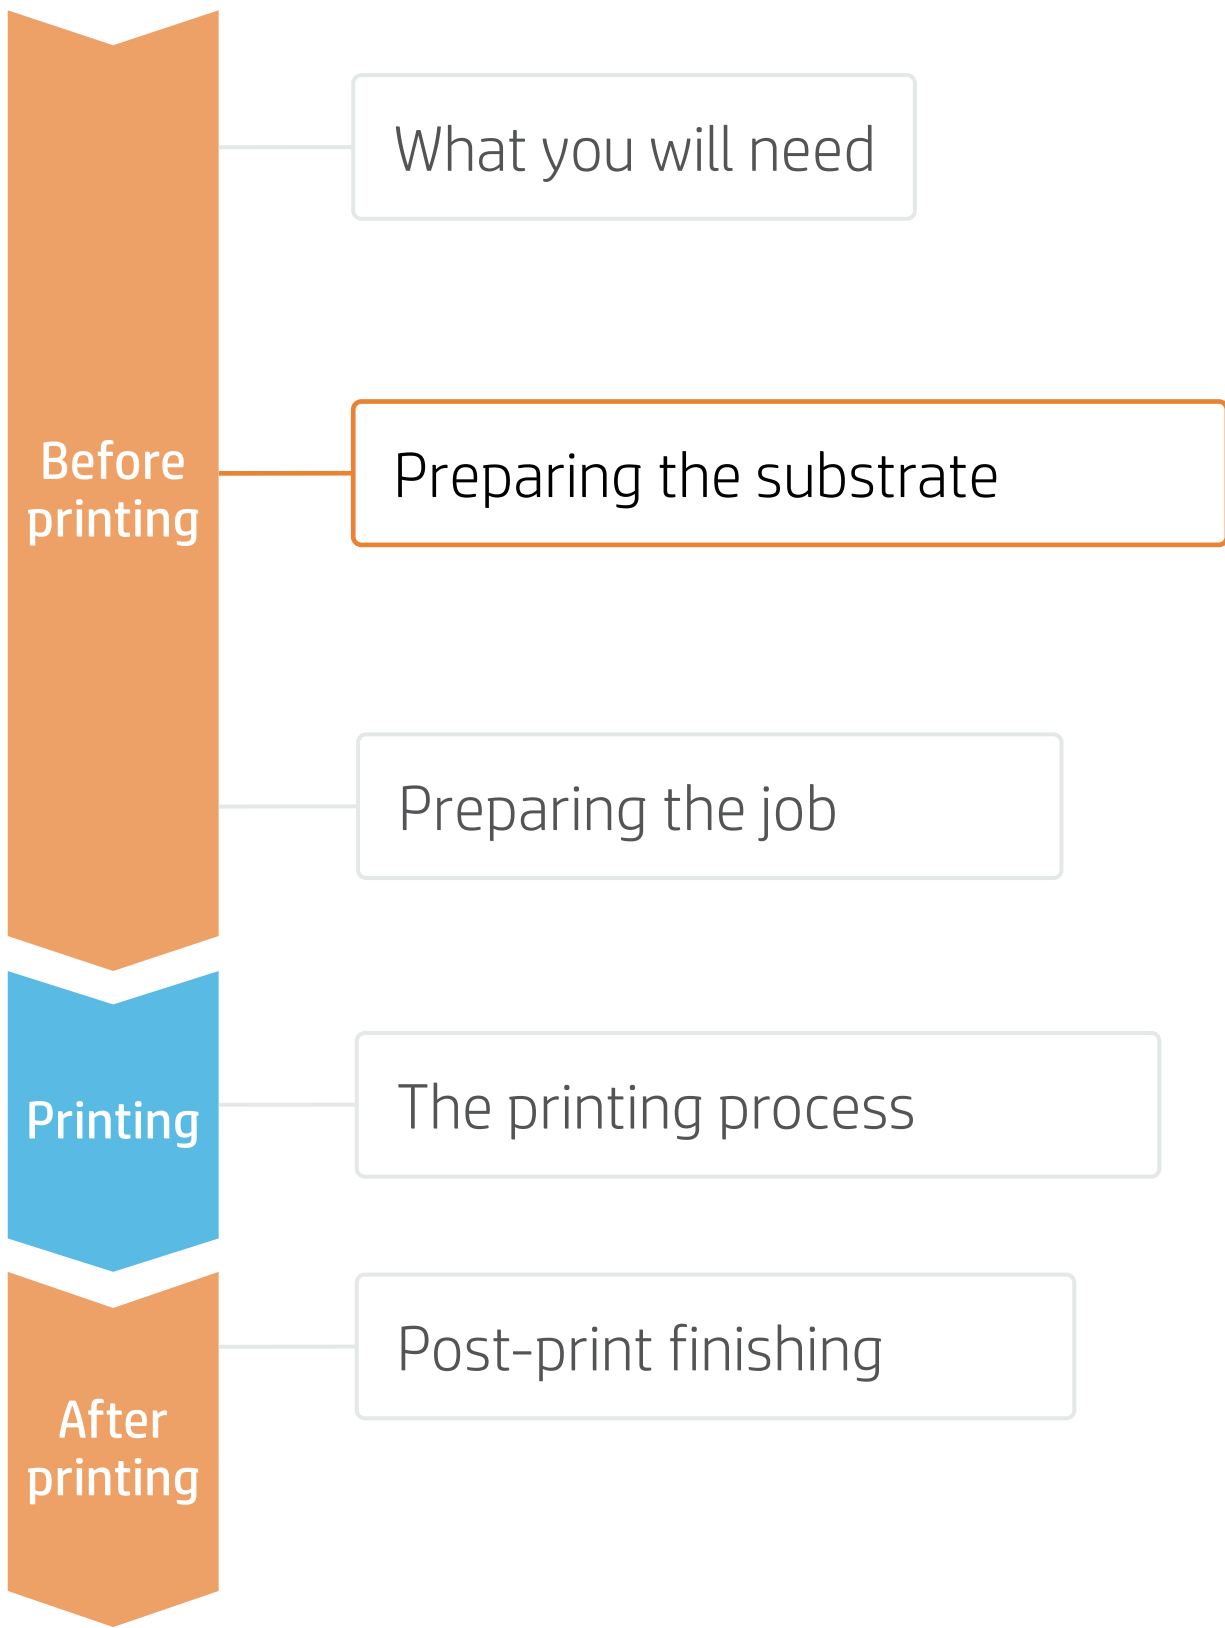 What you will need
Before
printing
Preparing the substrate
Preparing the job
Printing
The printing process
After
printing
Post-print finishing